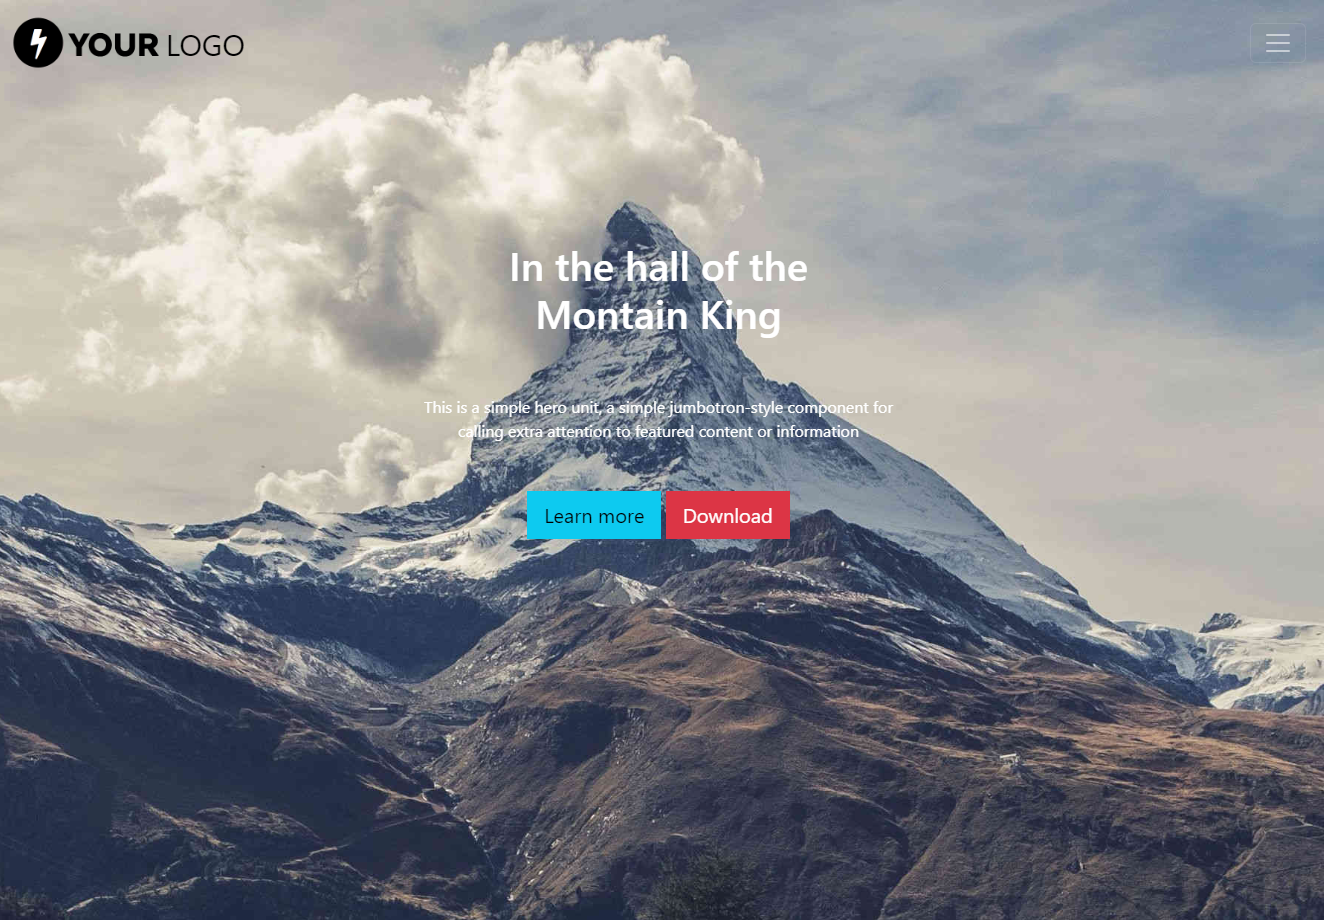 YOUR LOGO
In the hall of the
Montain King
This is a simple hero unit, a simple jumbotron-style component for
calling extra attention to featured content or information
Learn more
Download